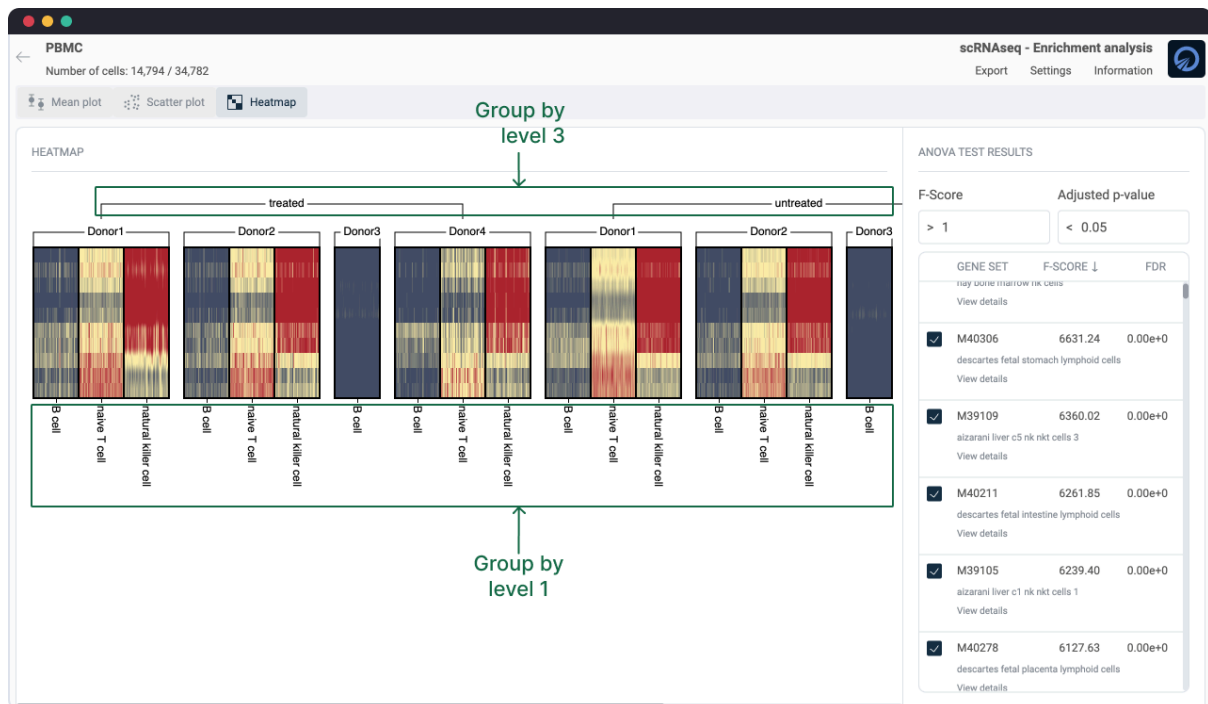 PBMC
Number of cells: 14,794 / 34,782
scRNAseq - Enrichment analysis
Export Settings Information
Mean plot Scatter plot Heatmap
Group by
level 3
HEATMAP
treated untreated
Donor1 Donor2 Donor3 Donor4 Donor1 Donor2 Donor3
B cell
naive T cell
natural killer cell
B cell
naive T cell
natural killer cell
B cell
B cell
naive T cell
natural killer cell
B cell
naive T cell
natural killer cell
B cell
naive T cell
natural killer cell
B cell
Group by
level 1
ANOVA TEST RESULTS
F-Score Adjusted p-value
> 1 < 0.05
GENE SET F-SCORE ↓ FDR
hay bone marrow nk cells
View details
M40306 6631.24 0.00e+0
descartes fetal stomach lymphoid cells
View details
M39109 6360.02 0.00e+0
aizarani liver c5 nk nkt cells 3
View details
M40211 6261.85 0.00e+0
descartes fetal intestine lymphoid cells
View details
M39105 6239.40 0.00e+0
aizarani liver c1 nk nkt cells 1
View details
M40278 6127.63 0.00e+0
descartes fetal placenta lymphoid cells
View details